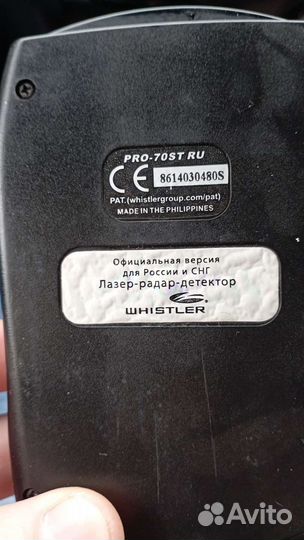 PRO-70ST RU
CE 8614030480S
PAT.(whistlergroup.com/pat)
MADE IN THE PHILIPPINES
Официальная версия
для России и СНГ
Лазер-радар-детектор
WHISTLER
Avito